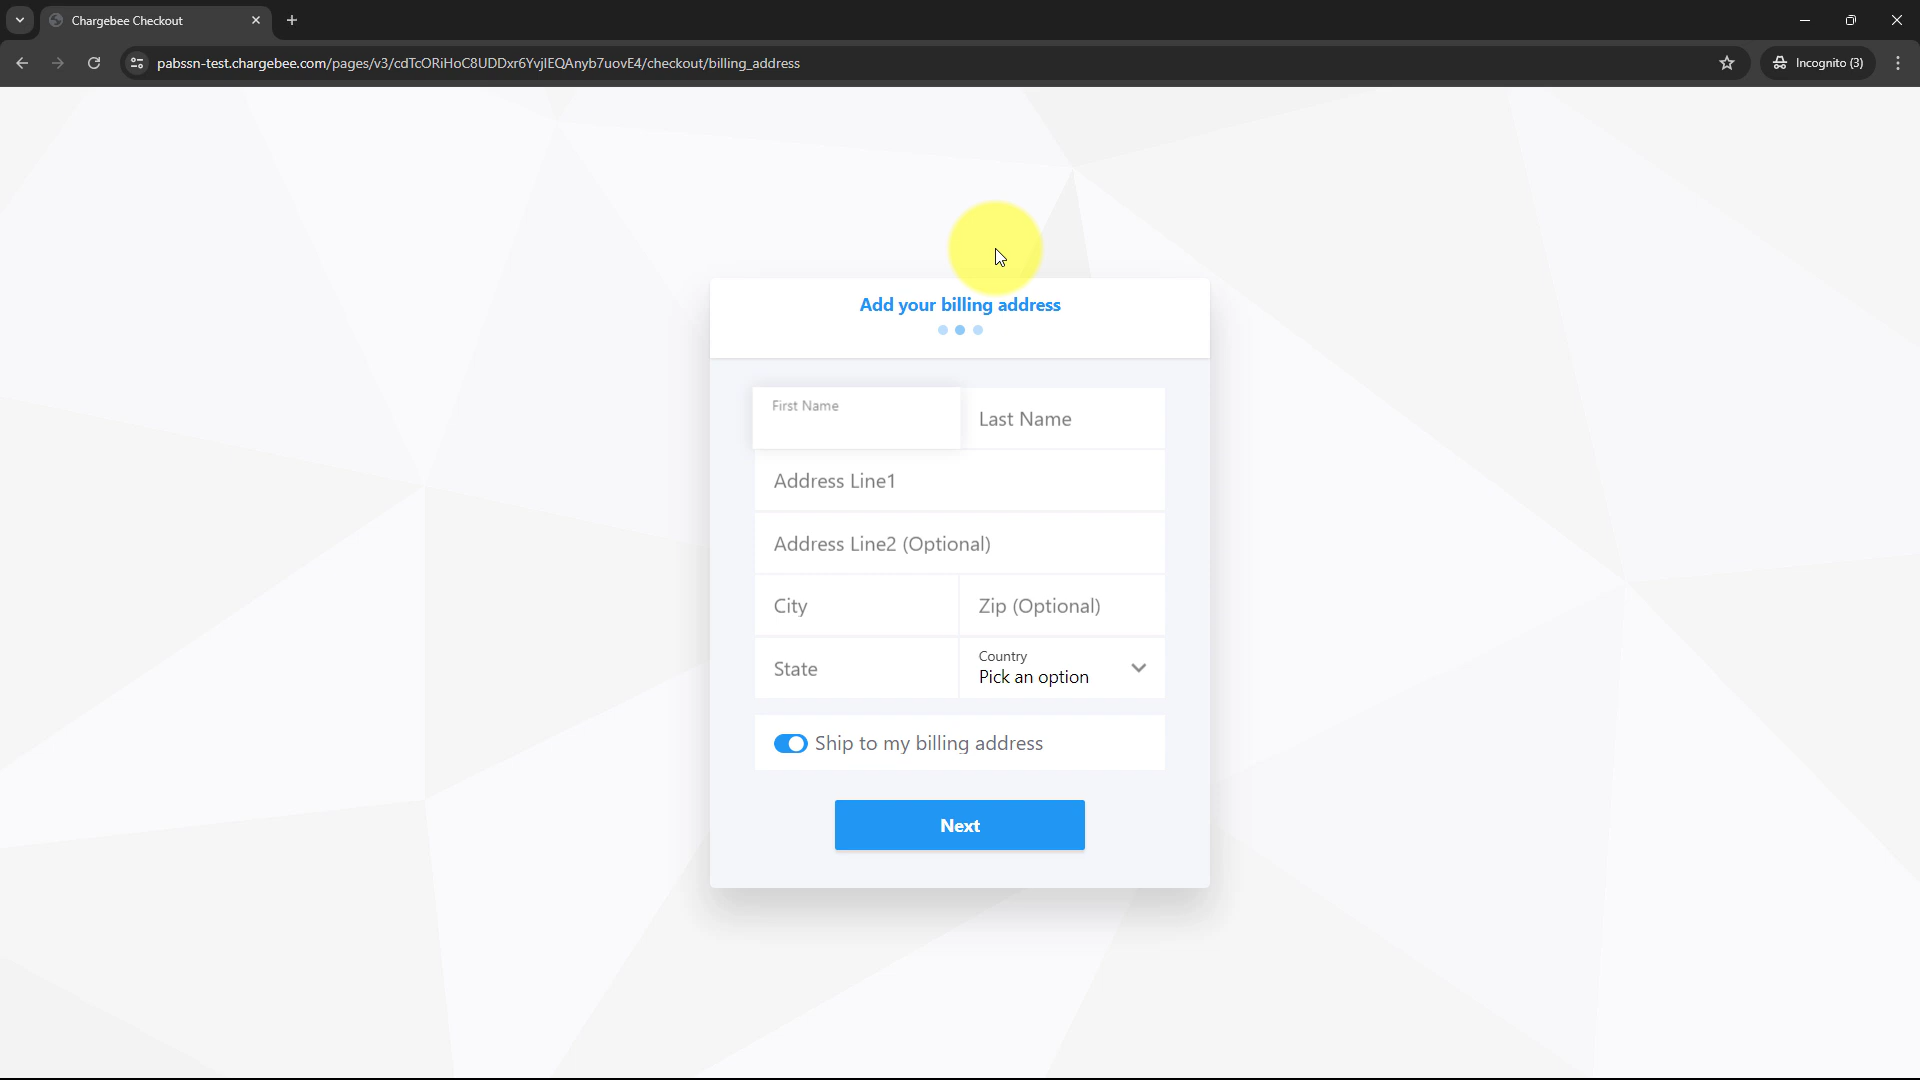 Chargebee Checkout
pabssn-test.chargebee.com/pages/v3/cdTcORiHoC8UDDxr6YvjlEQAnyb7uovE4/checkout/billing_address
Incognito (3)
Add your billing address
First Name
Last Name
Address Line1
Address Line2 (Optional)
City
Zip (Optional)
State
Country
Pick an option
Ship to my billing address
Next